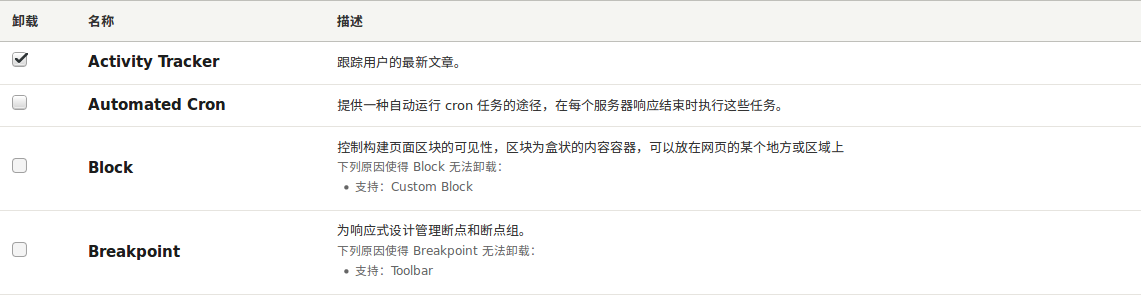 卸载 名称 描述
Activity Tracker 跟踪用户的最新文章。
Automated Cron 提供一种自动运行 cron 任务的途径，在每个服务器响应结束时执行这些任务。
控制构建页面区块的可见性，区块为盒状的内容容器，可以放在网页的某个地方或区域上
Block 下列原因使得 Block 无法卸载：
• 支持：Custom Block
为响应式设计管理断点和断点组。
Breakpoint 下列原因使得 Breakpoint 无法卸载：
• 支持：Toolbar